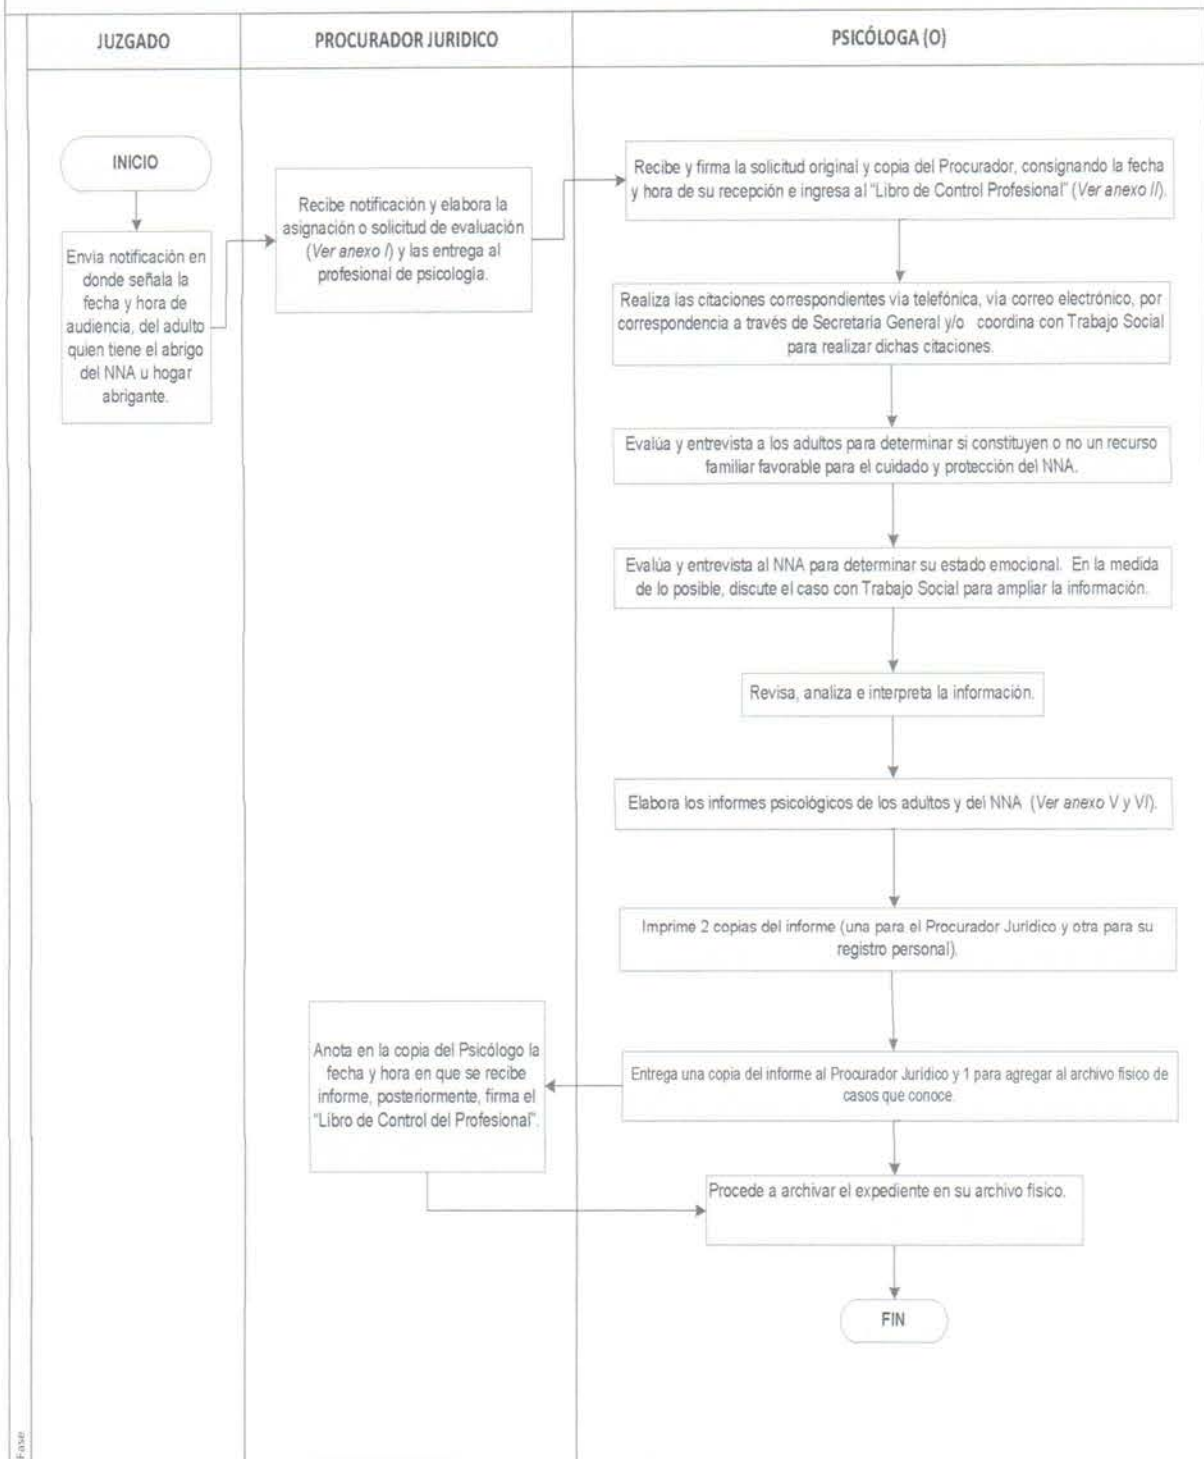 JUZGADO
PROCURADOR JURIDICO
PSICÓLOGA (O)
INICIO
Envia notificación en
donde señala la
fecha y hora de
audiencia, del adulto
quien tiene el abrigo
del NNA u hogar
abrigante.
Recibe notificación y elabora la
asignación o solicitud de evaluación
(Ver anexo I) y las entrega al
profesional de psicología.
Recibe y firma la solicitud original y copia del Procurador, consignando la fecha
y hora de su recepción e ingresa al "Libro de Control Profesional" (Ver anexo II).
Realiza las citaciones correspondientes vía telefónica, vía correo electrónico, por
correspondencia a través de Secretaría General y/o coordina con Trabajo Social
para realizar dichas citaciones.
Evalúa y entrevista a los adultos para determinar si constituyen o no un recurso
familiar favorable para el cuidado y protección del NNA.
Evalúa y entrevista al NNA para determinar su estado emocional. En la medida
de lo posible, discute el caso con Trabajo Social para ampliar la información.
Revisa, analiza e interpreta la información.
Elabora los informes psicológicos de los adultos y del NNA (Ver anexo V y VI).
Imprime 2 copias del informe (una para el Procurador Jurídico y otra para su
registro personal).
Entrega una copia del informe al Procurador Jurídico y 1 para agregar al archivo físico de
casos que conoce.
Anota en la copia del Psicólogo la
fecha y hora en que se recibe
informe, posteriormente, firma el
"Libro de Control del Profesional".
Procede a archivar el expediente en su archivo físico.
FIN
Fase